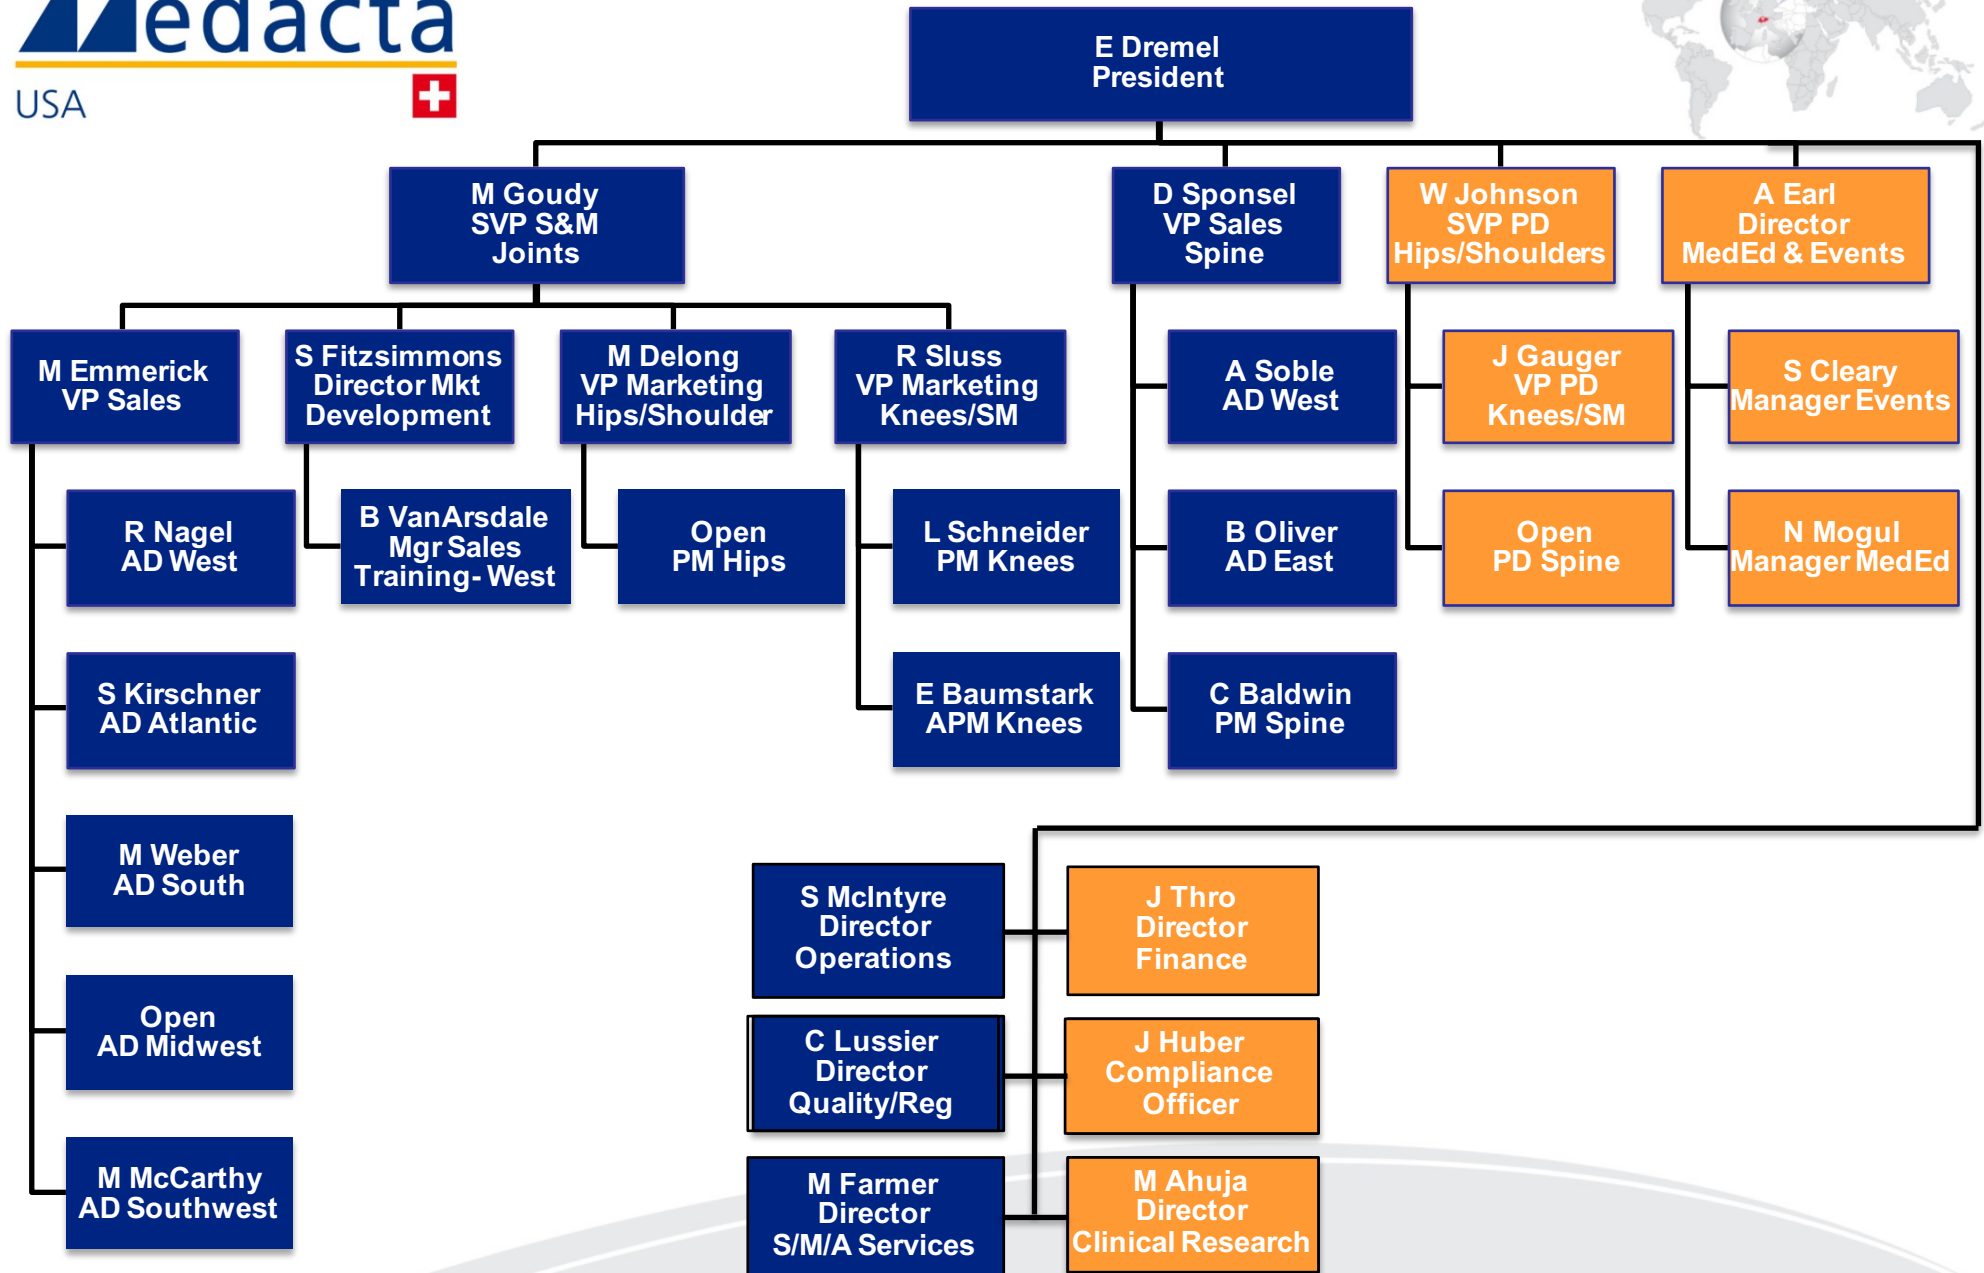 Medacta
USA
E Dremel
President
M Goudy
SVP S&M
Joints
D Sponsel
VP Sales
Spine
W Johnson
SVP PD
Hips/Shoulders
A Earl
Director
MedEd & Events
M Emmerick
VP Sales
S Fitzsimmons
Director Mkt
Development
M Delong
VP Marketing
Hips/Shoulder
R Sluss
VP Marketing
Knees/SM
A Soble
AD West
J Gauger
VP PD
Knees/SM
S Cleary
Manager Events
R Nagel
AD West
B VanArsdale
Mgr Sales
Training- West
Open
PM Hips
L Schneider
PM Knees
B Oliver
AD East
Open
PD Spine
N Mogul
Manager MedEd
S Kirschner
AD Atlantic
E Baumstark
APM Knees
C Baldwin
PM Spine
M Weber
AD South
S McIntyre
Director
Operations
J Thro
Director
Finance
Open
AD Midwest
C Lussier
Director
Quality/Reg
J Huber
Compliance
Officer
M McCarthy
AD Southwest
M Farmer
Director
S/M/A Services
M Ahuja
Director
Clinical Research